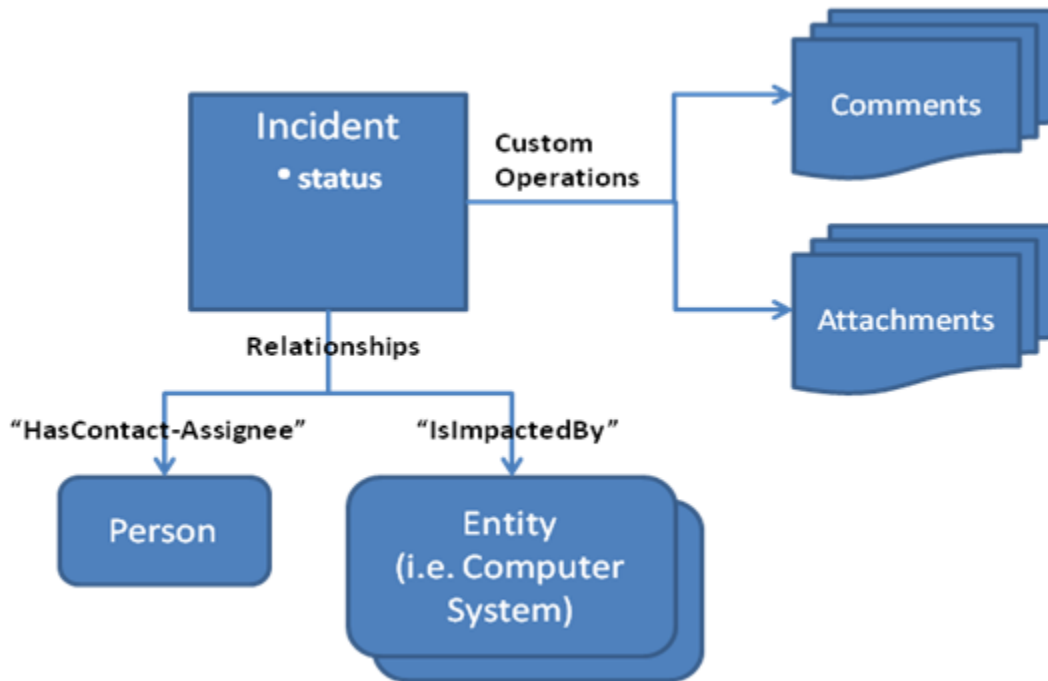 Incident
• status
Custom
Operations
Comments
Attachments
Relationships
“HasContact-Assignee”
“IsImpactedBy”
Person
Entity
(i.e. Computer
System)